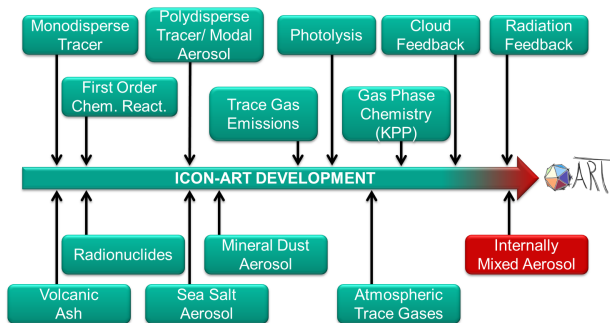 Monodisperse
Tracer
Polydisperse
Tracer/ Modal
Aerosol
Photolysis
Cloud
Feedback
Radiation
Feedback
First Order
Chem. React.
Trace Gas
Emissions
Gas Phase
Chemistry
(KPP)
ICON-ART DEVELOPMENT
ART
Radionuclides
Mineral Dust
Aerosol
Internally
Mixed Aerosol
Volcanic
Ash
Sea Salt
Aerosol
Atmospheric
Trace Gases